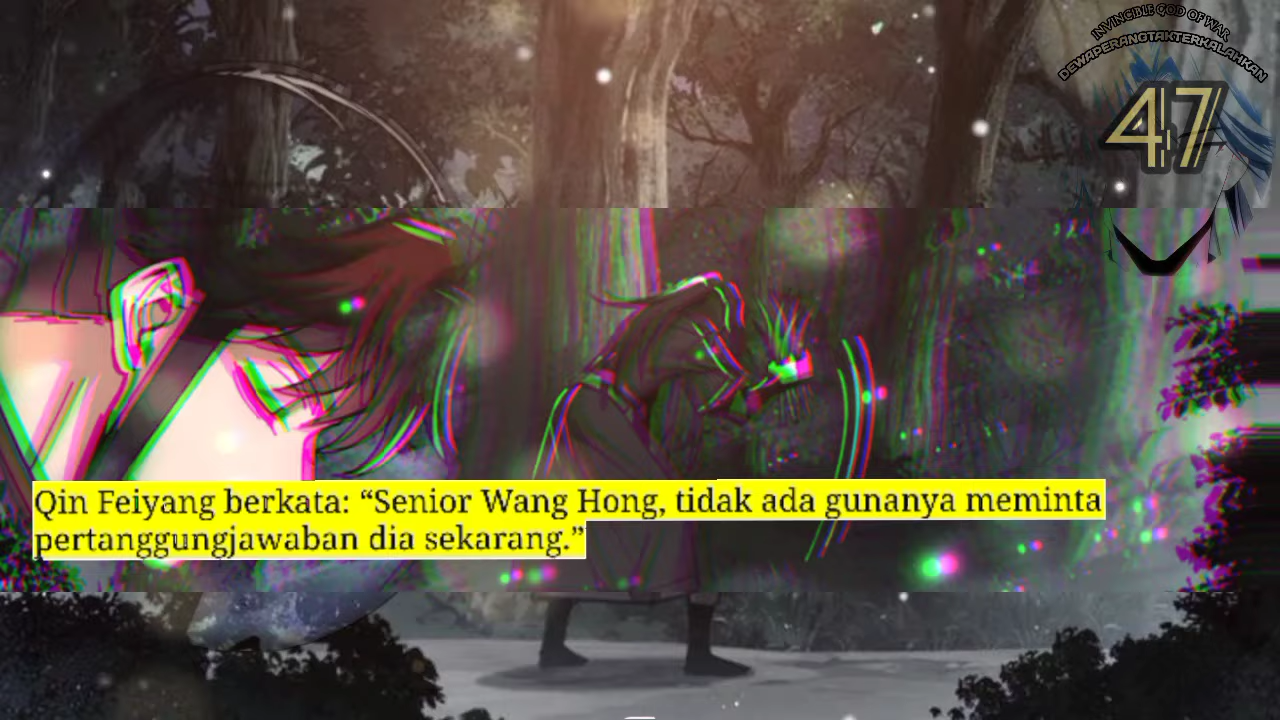 INVINCIBLE GOD OF WAR
DEWAPERANGTAKTERKALAHKAN
47
Qin Feiyang berkata: “Senior Wang Hong, tidak ada gunanya meminta
pertanggungjawaban dia sekarang.”